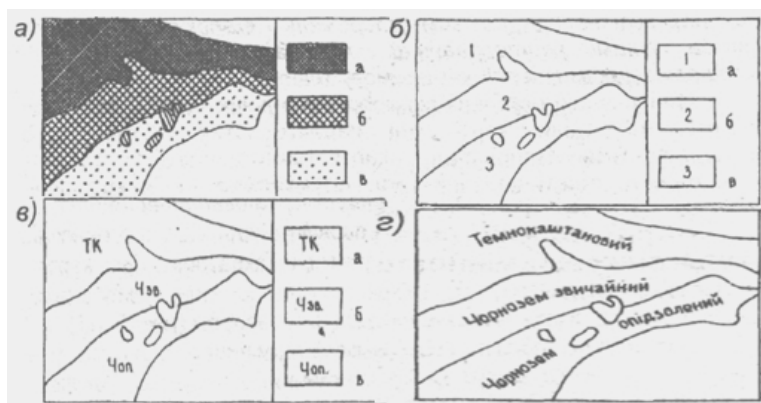 а)
а
б
в
б)
1
2
3
1 а
2 б
3 в
в)
ТК
Чзв.
Чоп.
ТК а
Чзв. б
Чоп. в
г)
Темнокаштановий
Чорнозем звичайний
Чорнозем опідзолений